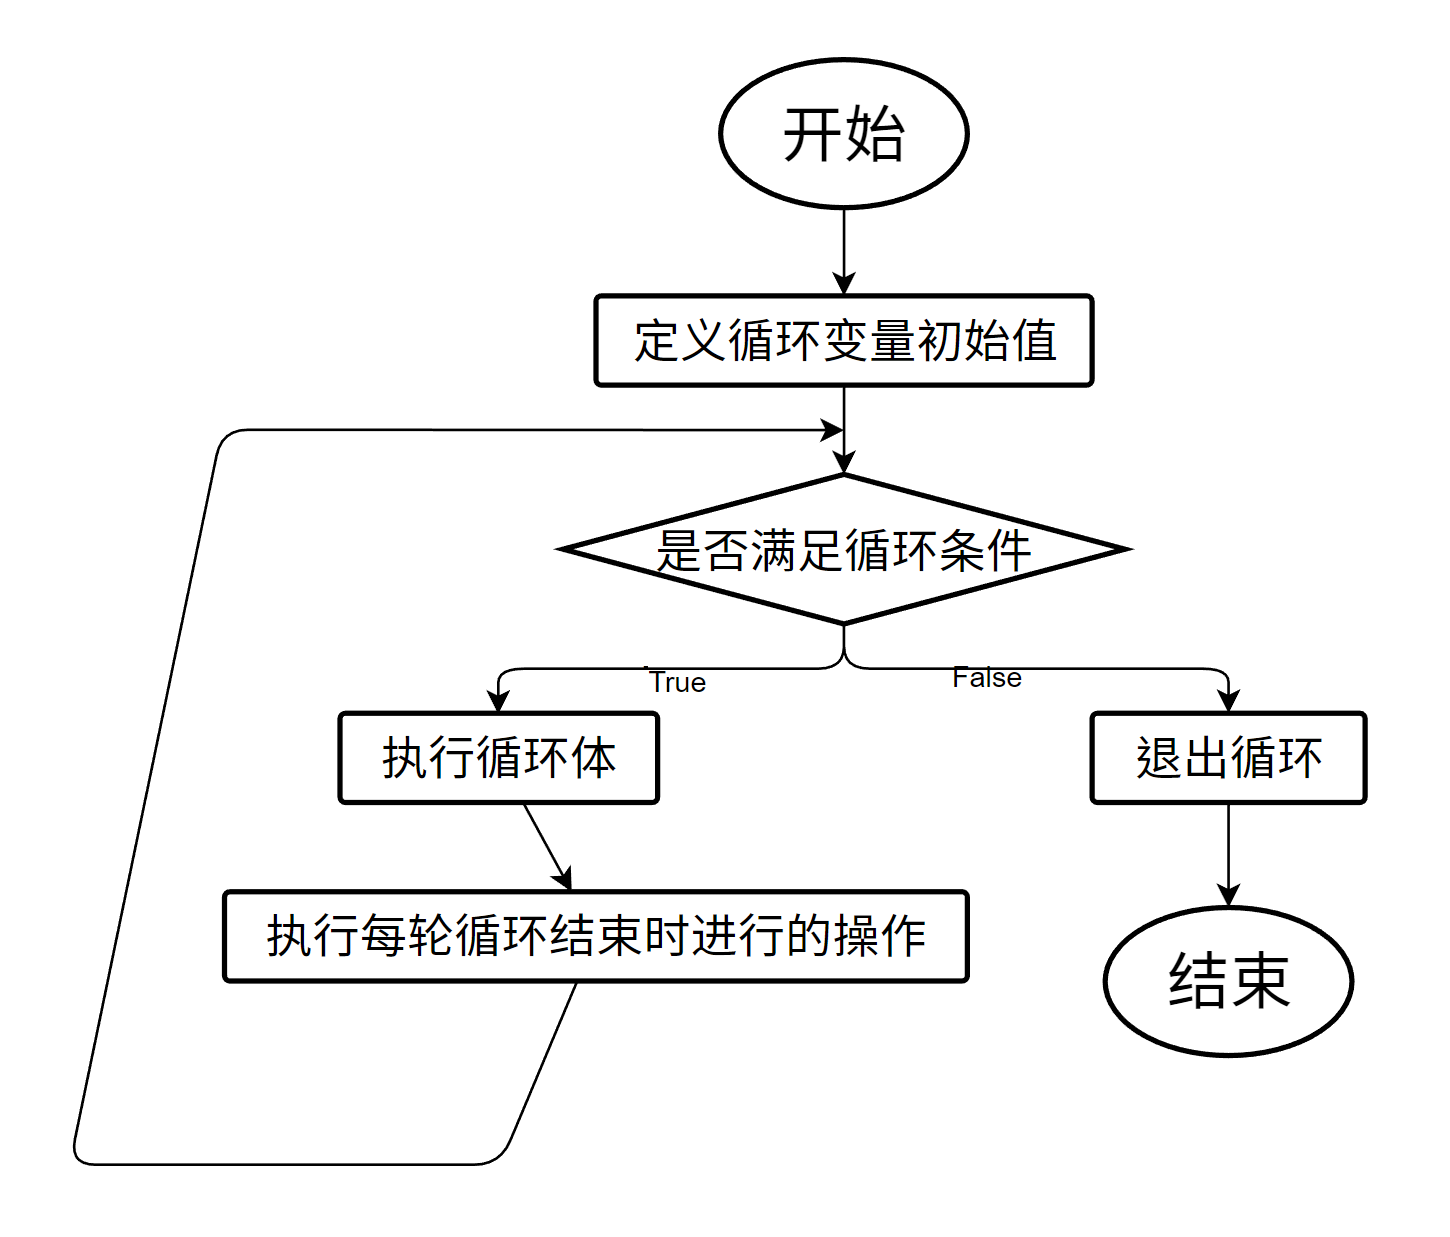 开始
定义循环变量初始值
是否满足循环条件
True
False
执行循环体
退出循环
执行每轮循环结束时进行的操作
结束